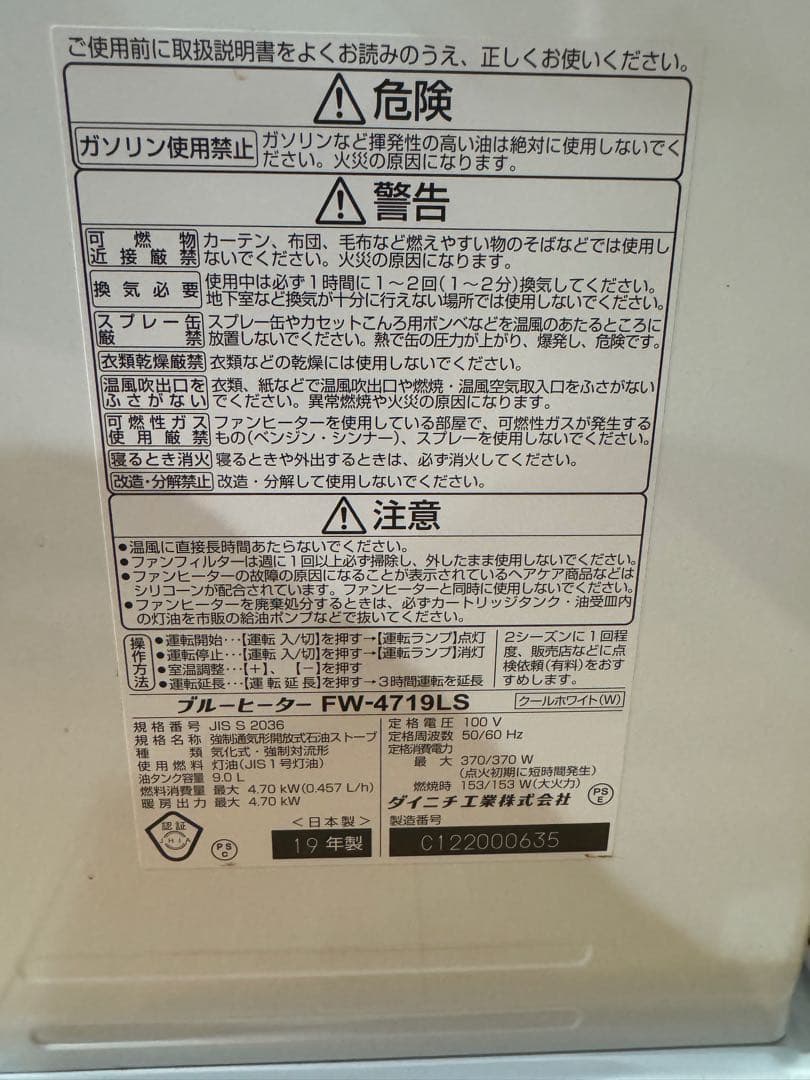 ご使用前に取扱説明書をよくお読みのうえ、正しくお使いください。
危険
ガソリン使用禁止 ガソリンなど揮発性の高い油は絶対に使用しないでく
ださい。火災の原因になります。
警告
可燃物 カーテン、布団、毛布など燃えやすい物のそばなどでは使用し
近接厳禁 ないでください。火災の原因になります。
換気必要 使用中は必ず1時間に1～2回(1～2分)換気してください。
地下室など換気が十分に行えない場所では使用しないでください。
スプレー缶 スプレー缶やカセットこんろ用ボンベなどを温風のあたるところに
厳禁 放置しないでください。熱で缶の圧力が上がり、爆発し、危険です。
衣類乾燥厳禁 衣類などの乾燥には使用しないでください。
温風吹出口を 衣類、紙などで温風吹出口や燃焼・温風空気取入口をふさがない
ふさがない でください。異常燃焼や火災の原因になります。
可燃性ガス ファンヒーターを使用している部屋で、可燃性ガスが発生する
使用厳禁 もの(ベンジン・シンナー)、スプレーを使用しないでください。
寝るとき消火 寝るときや外出するときは、必ず消火してください。
改造・分解禁止 改造・分解して使用しないでください。
注意
●温風に直接長時間あたらないでください。
●ファンフィルターは週に1回以上必ず掃除し、外したまま使用しないでください。
●ファンヒーターの故障の原因になることが表示されているヘアケア商品などは
シリコーンが配合されています。ファンヒーターと同時に使用しないでください。
●ファンヒーターを廃棄処分するときは、必ずカートリッジタンク・油受皿内
の灯油を市販の給油ポンプなどで抜いてください。
操作方法
●運転開始…【運転 入/切】を押す→【運転ランプ】点灯
●運転停止…【運転 入/切】を押す→【運転ランプ】消灯
●室温調整…【＋】、【－】を押す
●運転延長…【運転延長】を押す→3時間運転を延長
2シーズンに1回程
度、販売店などに点
検依頼(有料)をおす
すめします。
ブルーヒーター FW-4719LS クールホワイト(W)
規格番号 JIS S 2036
規格名称 強制通気形開放式石油ストーブ
種類 気化式・強制対流形
使用燃料 灯油(JIS1号灯油)
油タンク容量 9.0 L
燃料消費量 最大 4.70 kW(0.457 L/h)
暖房出力 最大 4.70 kW
認証
JHIA
PS
C
＜日本製＞
19年製
定格電圧 100 V
定格周波数 50/60 Hz
定格消費電力
最大 370/370 W
(点火初期に短時間発生)
燃焼時 153/153 W(大火力)
ダイニチ工業株式会社
PS
E
製造番号
C122000635